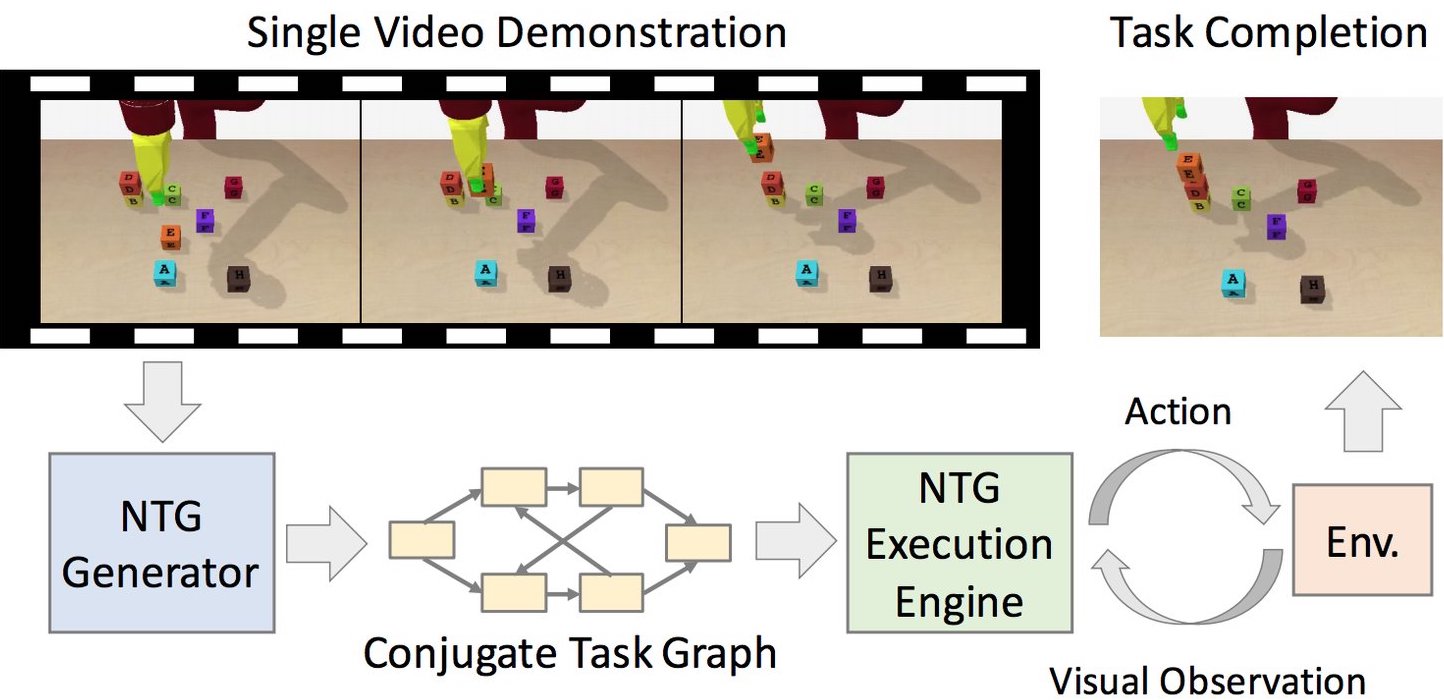 Single Video Demonstration
Task Completion
D
D
B
C
C
G
G
F
F
E
E
A
H
D
D
B
E
C
C
G
G
F
F
A
H
E
E
D
D
B
C
C
G
G
F
F
A
H
E
E
D
B
C
C
G
G
F
F
A
H
Action
NTG
Generator
NTG
Execution
Engine
Env.
Conjugate Task Graph
Visual Observation